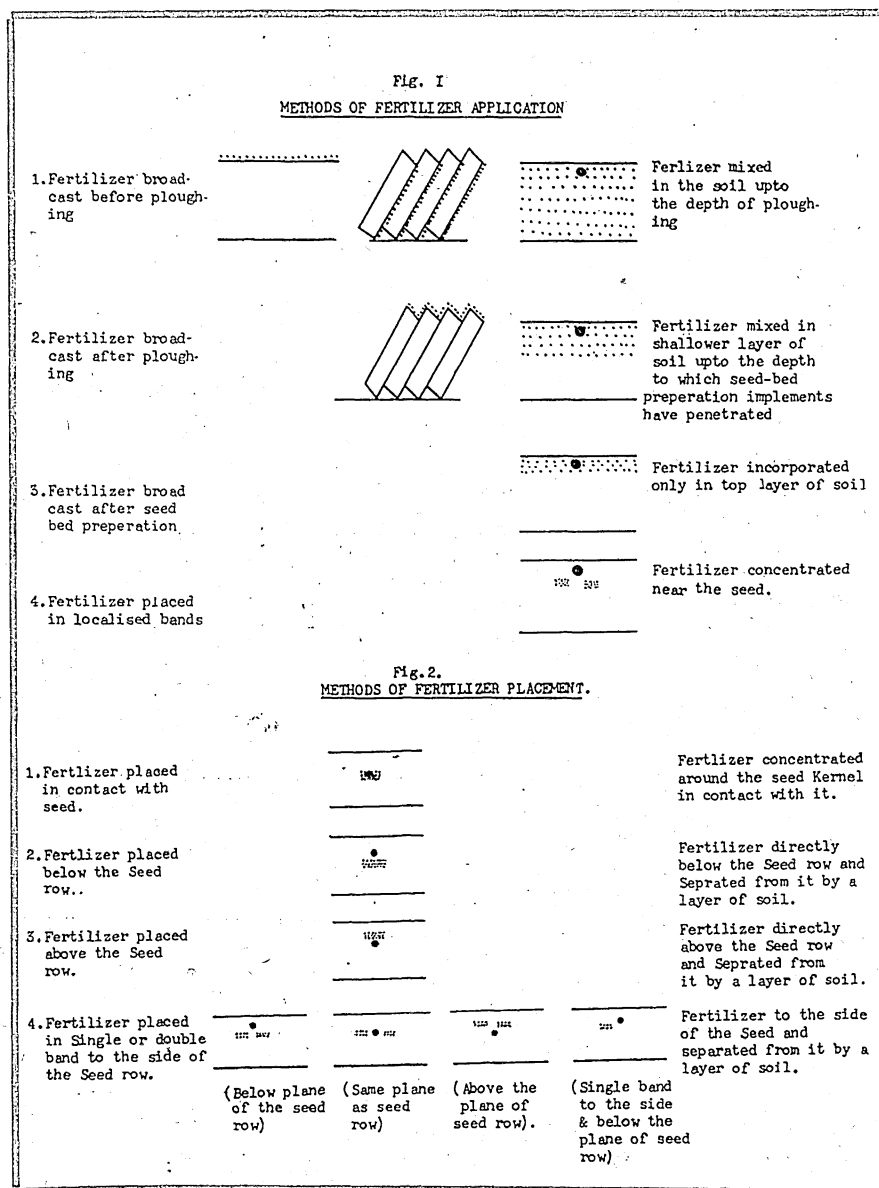 Fig. I
METHODS OF FERTILIZER APPLICATION
1.Fertilizer broad-
cast before plough-
ing
Ferlizer mixed
in the soil upto
the depth of plough-
ing
2.Fertilizer broad-
cast after plough-
ing
Fertilizer mixed in
shallower layer of
soil upto the depth
to which seed-bed
preperation implements
have penetrated
3.Fertilizer broad
cast after seed
bed preperation
Fertilizer incorporated
only in top layer of soil
4.Fertilizer placed
in localised bands
Fertilizer concentrated
near the seed.
Fig.2.
METHODS OF FERTILIZER PLACEMENT.
1.Fertlizer placed
in contact with
seed.
Fertlizer concentrated
around the seed Kernel
in contact with it.
2.Fertlizer placed
below the Seed
row..
Fertilizer directly
below the Seed row and
Seprated from it by a
layer of soil.
3.Fertilizer placed
above the Seed
row.
Fertilizer directly
above the Seed row
and Seprated from
it by a layer of soil.
4.Fertilizer placed
in Single or double
band to the side of
the Seed row.
Fertilizer to the side
of the Seed and
separated from it by a
layer of soil.
(Below plane
of the seed
row)
(Same plane
as seed
row)
(Above the
plane of
seed row).
(Single band
to the side
& below the
plane of seed
row)